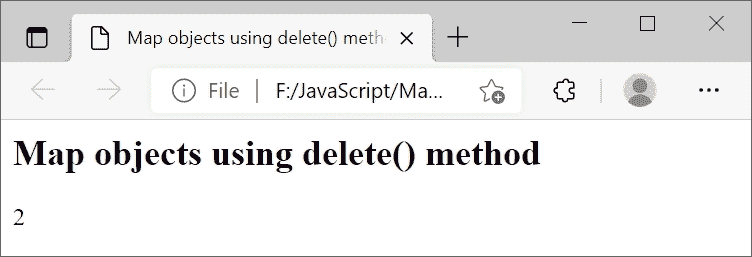 Map objects using delete() meth
File | F:/JavaScript/Ma...
Map objects using delete() method
2